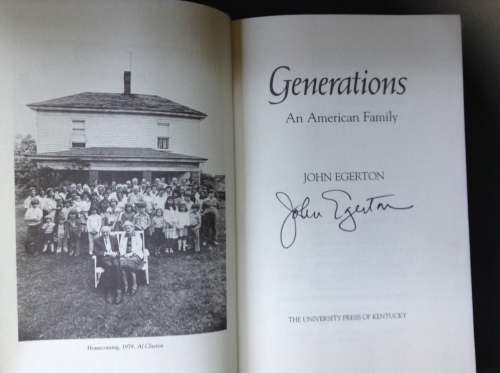 Homecoming, 1979. Al Clayton
Generations
An American Family
JOHN EGERTON
John Egerton
THE UNIVERSITY PRESS OF KENTUCKY